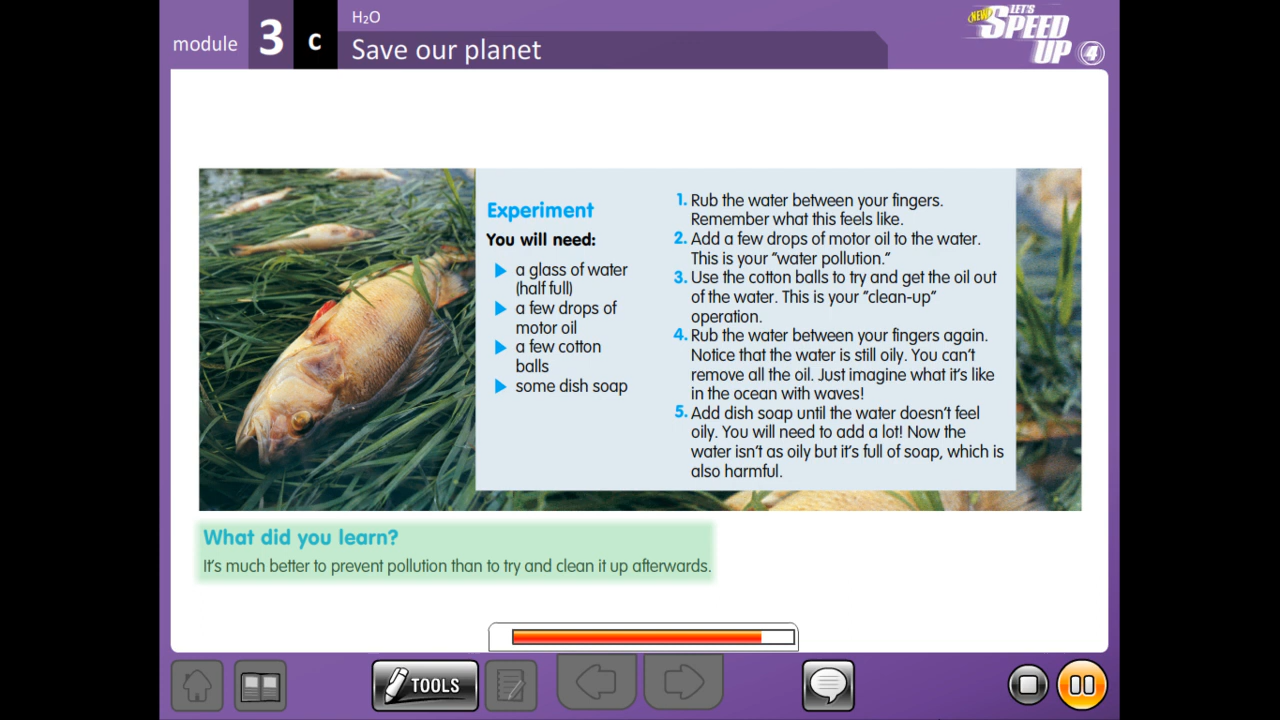 H₂O
module 3 c
Save our planet
NEW LET'S
SPEED
UP 4
Experiment
You will need:
a glass of water
(half full)
a few drops of
motor oil
a few cotton
balls
some dish soap
1. Rub the water between your fingers.
Remember what this feels like.
2. Add a few drops of motor oil to the water.
This is your “water pollution.”
3. Use the cotton balls to try and get the oil out
of the water. This is your “clean-up”
operation.
4. Rub the water between your fingers again.
Notice that the water is still oily. You can’t
remove all the oil. Just imagine what it’s like
in the ocean with waves!
5. Add dish soap until the water doesn’t feel
oily. You will need to add a lot! Now the
water isn’t as oily but it’s full of soap, which is
also harmful.
What did you learn?
It’s much better to prevent pollution than to try and clean it up afterwards.
TOOLS